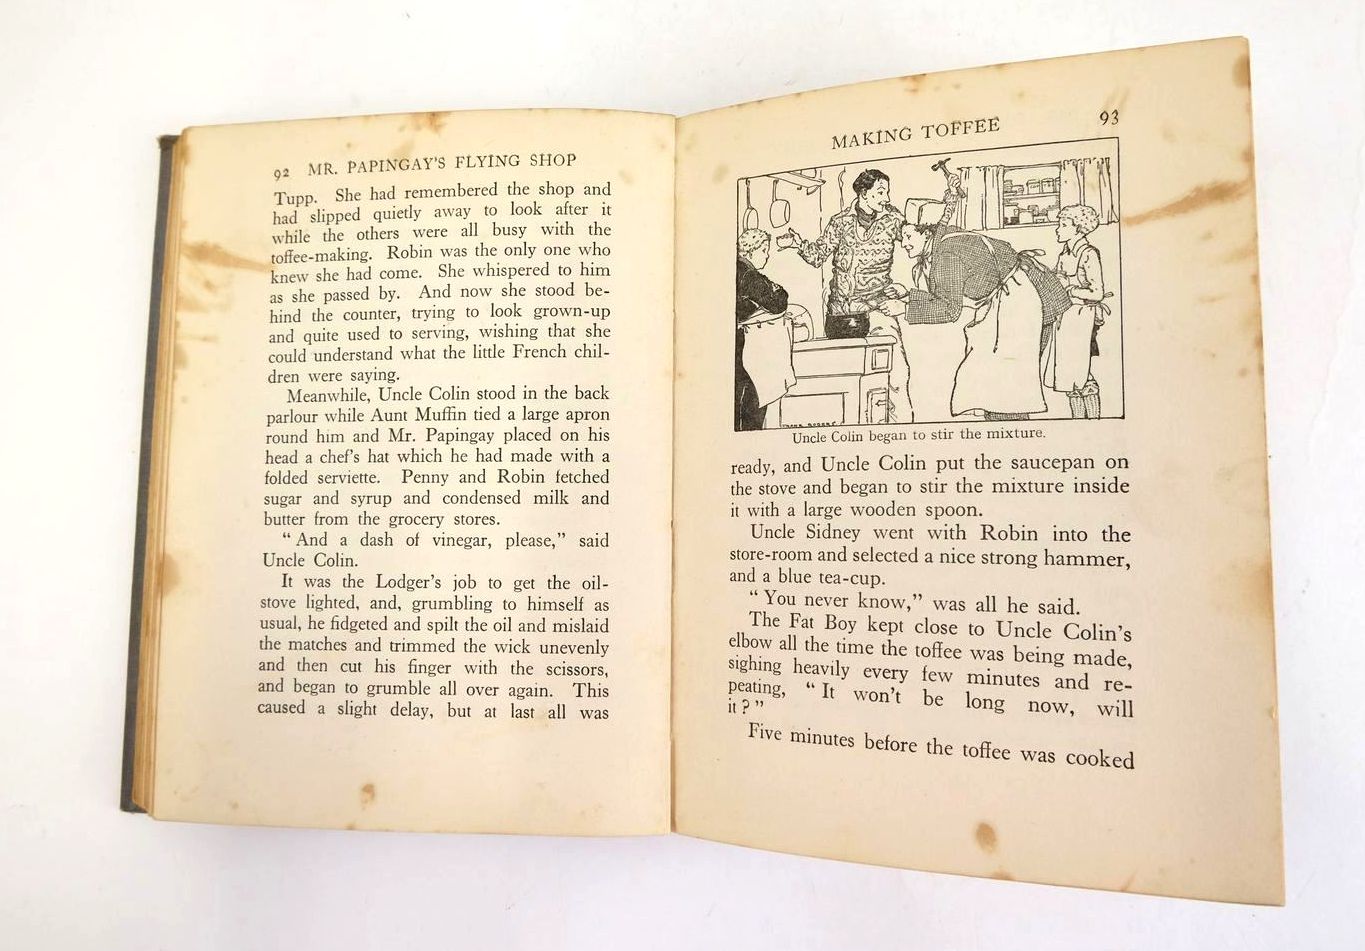 92 MR. PAPINGAY'S FLYING SHOP
Tupp. She had remembered the shop and
had slipped quietly away to look after it
while the others were all busy with the
toffee-making. Robin was the only one who
knew she had come. She whispered to him
as she passed by. And now she stood be-
hind the counter, trying to look grown-up
and quite used to serving, wishing that she
could understand what the little French chil-
dren were saying.
Meanwhile, Uncle Colin stood in the back
parlour while Aunt Muffin tied a large apron
round him and Mr. Papingay placed on his
head a chef's hat which he had made with a
folded serviette. Penny and Robin fetched
sugar and syrup and condensed milk and
butter from the grocery stores.
“ And a dash of vinegar, please,” said
Uncle Colin.
It was the Lodger's job to get the oil-
stove lighted, and, grumbling to himself as
usual, he fidgeted and spilt the oil and mislaid
the matches and trimmed the wick unevenly
and then cut his finger with the scissors,
and began to grumble all over again. This
caused a slight delay, but at last all was
MAKING TOFFEE 93
Uncle Colin began to stir the mixture.
ready, and Uncle Colin put the saucepan on
the stove and began to stir the mixture inside
it with a large wooden spoon.
Uncle Sidney went with Robin into the
store-room and selected a nice strong hammer,
and a blue tea-cup.
“ You never know,” was all he said.
The Fat Boy kept close to Uncle Colin's
elbow all the time the toffee was being made,
sighing heavily every few minutes and re-
peating, “ It won't be long now, will
it ? ”
Five minutes before the toffee was cooked